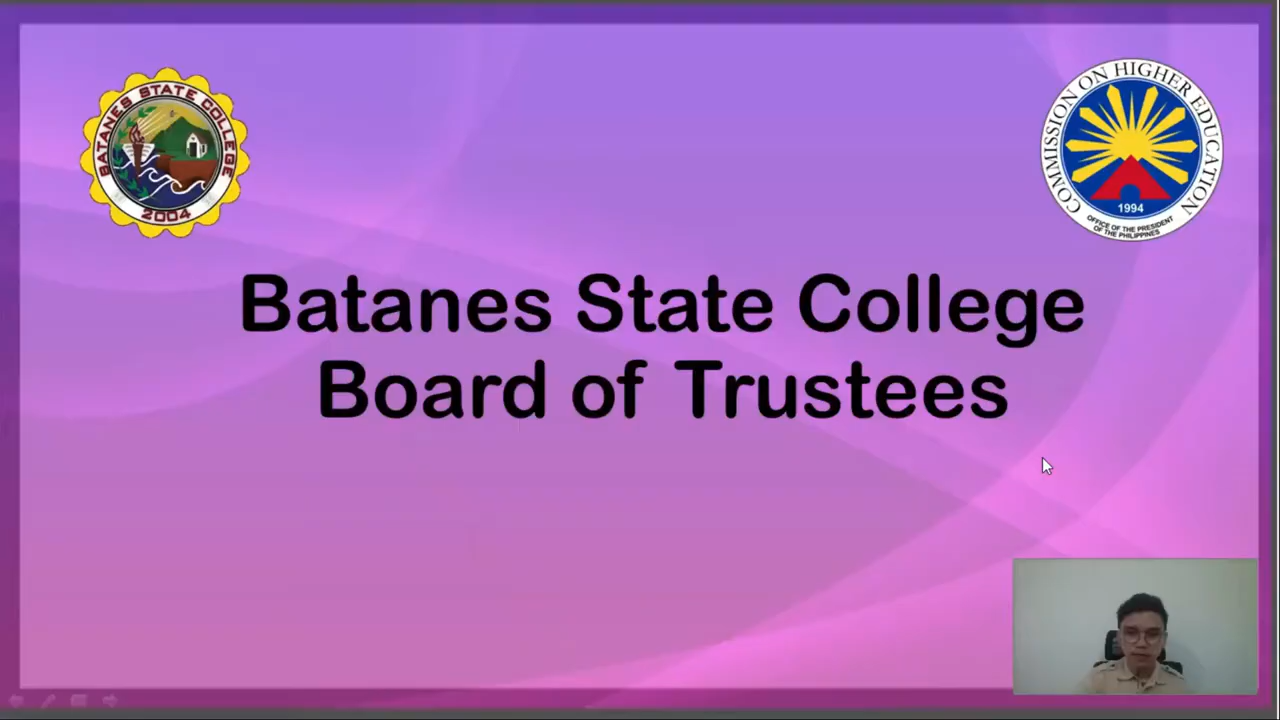 BATANES STATE COLLEGE
2004
COMMISSION ON HIGHER EDUCATION
1994
OFFICE OF THE PRESIDENT
OF THE PHILIPPINES
Batanes State College
Board of Trustees